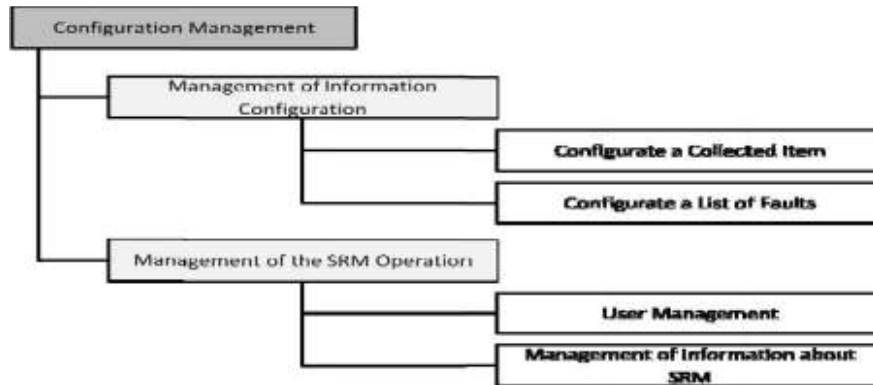 Configuration Management
Management of Information
Configuration
Configurate a Collected Item
Configurate a List of Faults
Management of the SRM Operation
User Management
Management of Information about
SRM